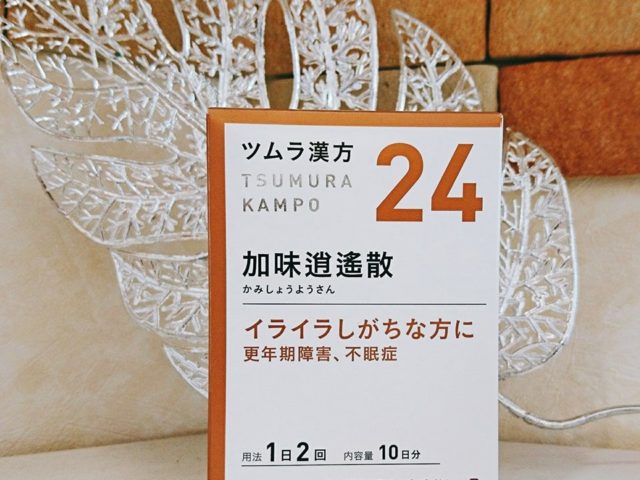 ツムラ漢方
TSUMURA
KAMPO
24
加味逍遙散
かみしょうようさん
イライラしがちな方に
更年期障害、不眠症
用法 1日2回 内容量 10日分